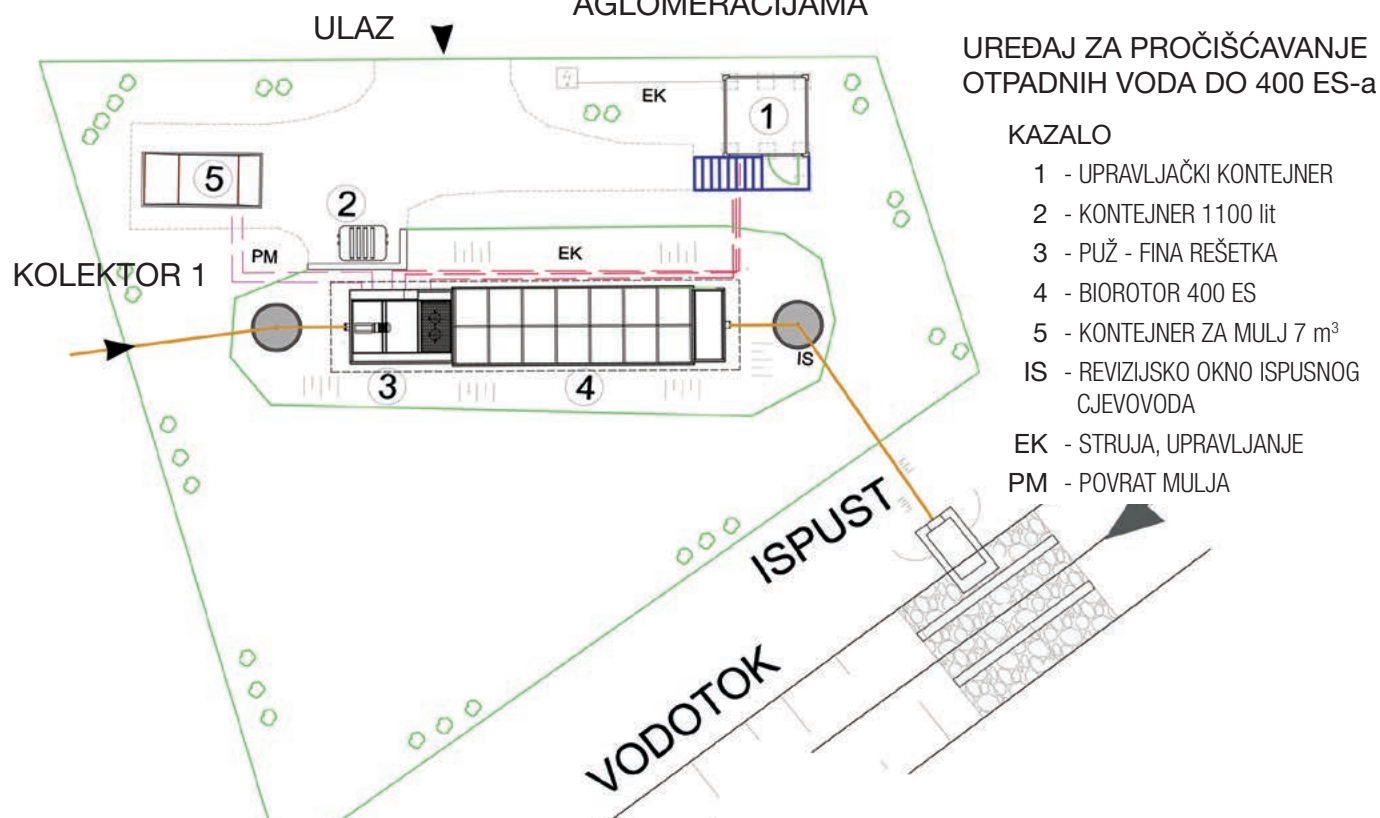 AGLOMERACIJAMA
ULAZ
UREĐAJ ZA PROČIŠĆAVANJE
OTPADNIH VODA DO 400 ES-a
KAZALO
1 - UPRAVLJAČKI KONTEJNER
2 - KONTEJNER 1100 lit
3 - PUŽ - FINA REŠETKA
4 - BIOROTOR 400 ES
5 - KONTEJNER ZA MULJ 7 m³
IS - REVIZIJSKO OKNO ISPUSNOG
CJEVOVODA
EK - STRUJA, UPRAVLJANJE
PM - POVRAT MULJA
EK
1
5
2
PM
EK
KOLEKTOR 1
IS
3
4
ISPUST
VODOTOK